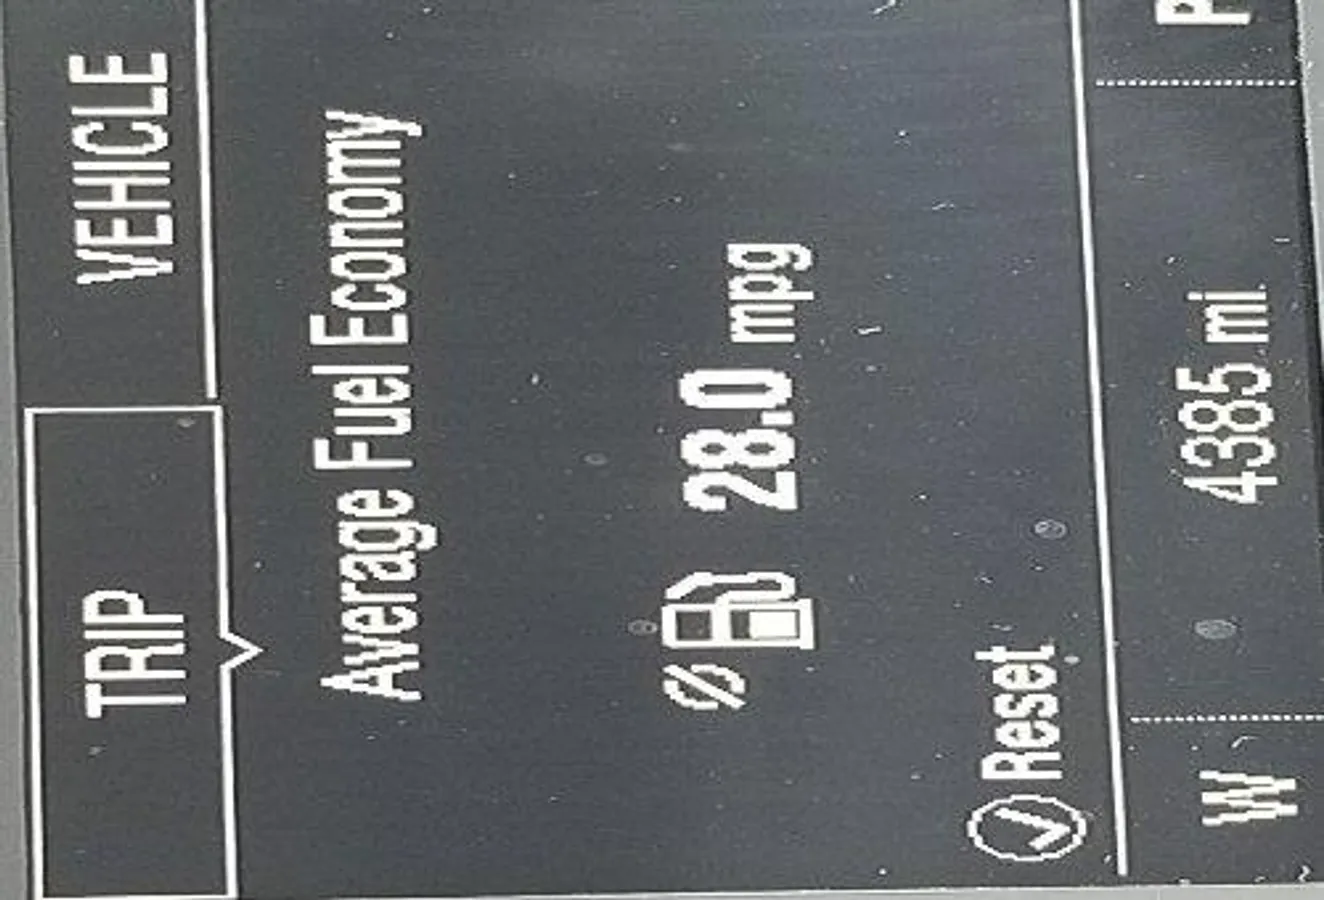 TRIP VEHICLE
Average Fuel Economy
28.0 mpg
Reset
W 4385 mi P